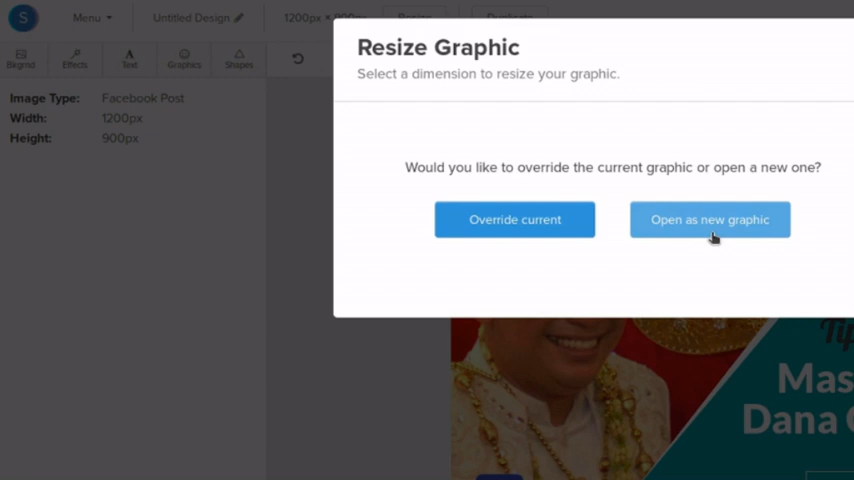 S
Menu
Untitled Design
1200px × 900px
Resize
Duplicate
Bkgrnd
Effects
Text
Graphics
Shapes
Image Type: Facebook Post
Width: 1200px
Height: 900px
Resize Graphic
Select a dimension to resize your graphic.
Would you like to override the current graphic or open a new one?
Override current
Open as new graphic
Mas
Dana